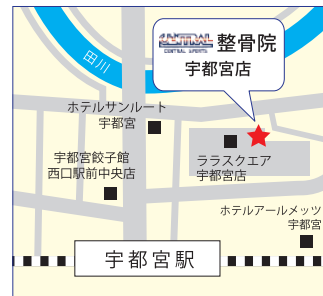 CENTRAL 整骨院
CENTRAL SPORTS
宇都宮店
田川
ホテルサンルート
宇都宮
宇都宮餃子館
西口駅前中央店
ララスクエア
宇都宮店
ホテルアールメッツ
宇都宮
宇都宮駅